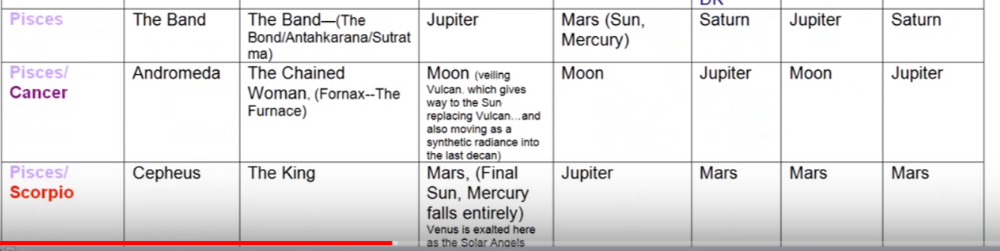 DK
Pisces
The Band
The Band—(The
Bond/Antahkarana/Sutrat
ma)
Jupiter
Mars (Sun,
Mercury)
Saturn
Jupiter
Saturn
Pisces/
Cancer
Andromeda
The Chained
Woman, (Fornax--The
Furnace)
Moon (veiling
Vulcan. which gives
way to the Sun
replacing Vulcan...and
also moving as a
synthetic radiance into
the last decan)
Moon
Jupiter
Moon
Jupiter
Pisces/
Scorpio
Cepheus
The King
Mars, (Final
Sun, Mercury
falls entirely)
Venus is exalted here
as the Solar Angels
Jupiter
Mars
Mars
Mars